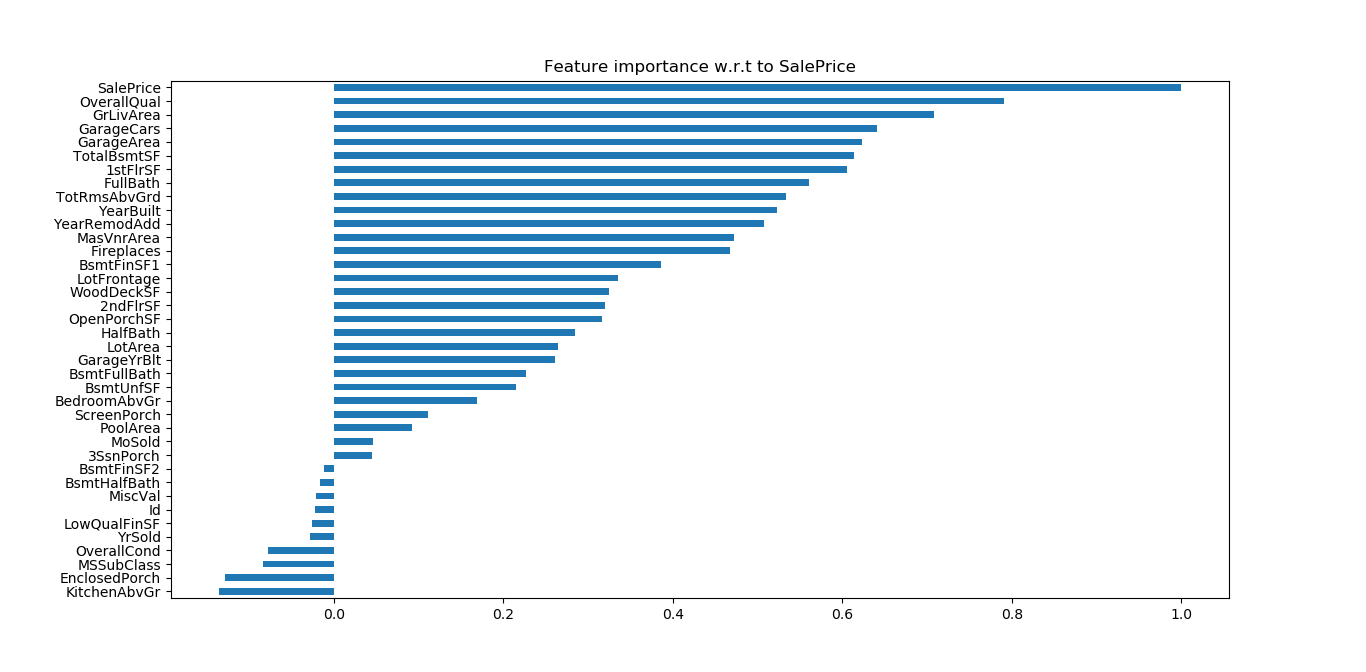 Feature importance w.r.t to SalePrice
SalePrice
OverallQual
GrLivArea
GarageCars
GarageArea
TotalBsmtSF
1stFlrSF
FullBath
TotRmsAbvGrd
YearBuilt
YearRemodAdd
MasVnrArea
Fireplaces
BsmtFinSF1
LotFrontage
WoodDeckSF
2ndFlrSF
OpenPorchSF
HalfBath
LotArea
GarageYrBlt
BsmtFullBath
BsmtUnfSF
BedroomAbvGr
ScreenPorch
PoolArea
MoSold
3SsnPorch
BsmtFinSF2
BsmtHalfBath
MiscVal
Id
LowQualFinSF
YrSold
OverallCond
MSSubClass
EnclosedPorch
KitchenAbvGr
0.0 0.2 0.4 0.6 0.8 1.0